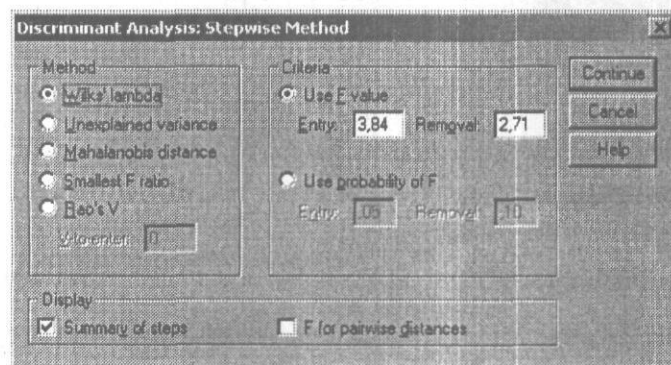 Discriminant Analysis: Stepwise Method
Method
Wilks' lambda
Unexplained variance
Mahalanobis distance
Smallest F ratio
Rao's V
V-to-enter: 0
Criteria
Use F value
Entry: 3,84 Removal: 2,71
Use probability of F
Entry: ,05 Removal: ,10
Continue
Cancel
Help
Display
Summary of steps
F for pairwise distances